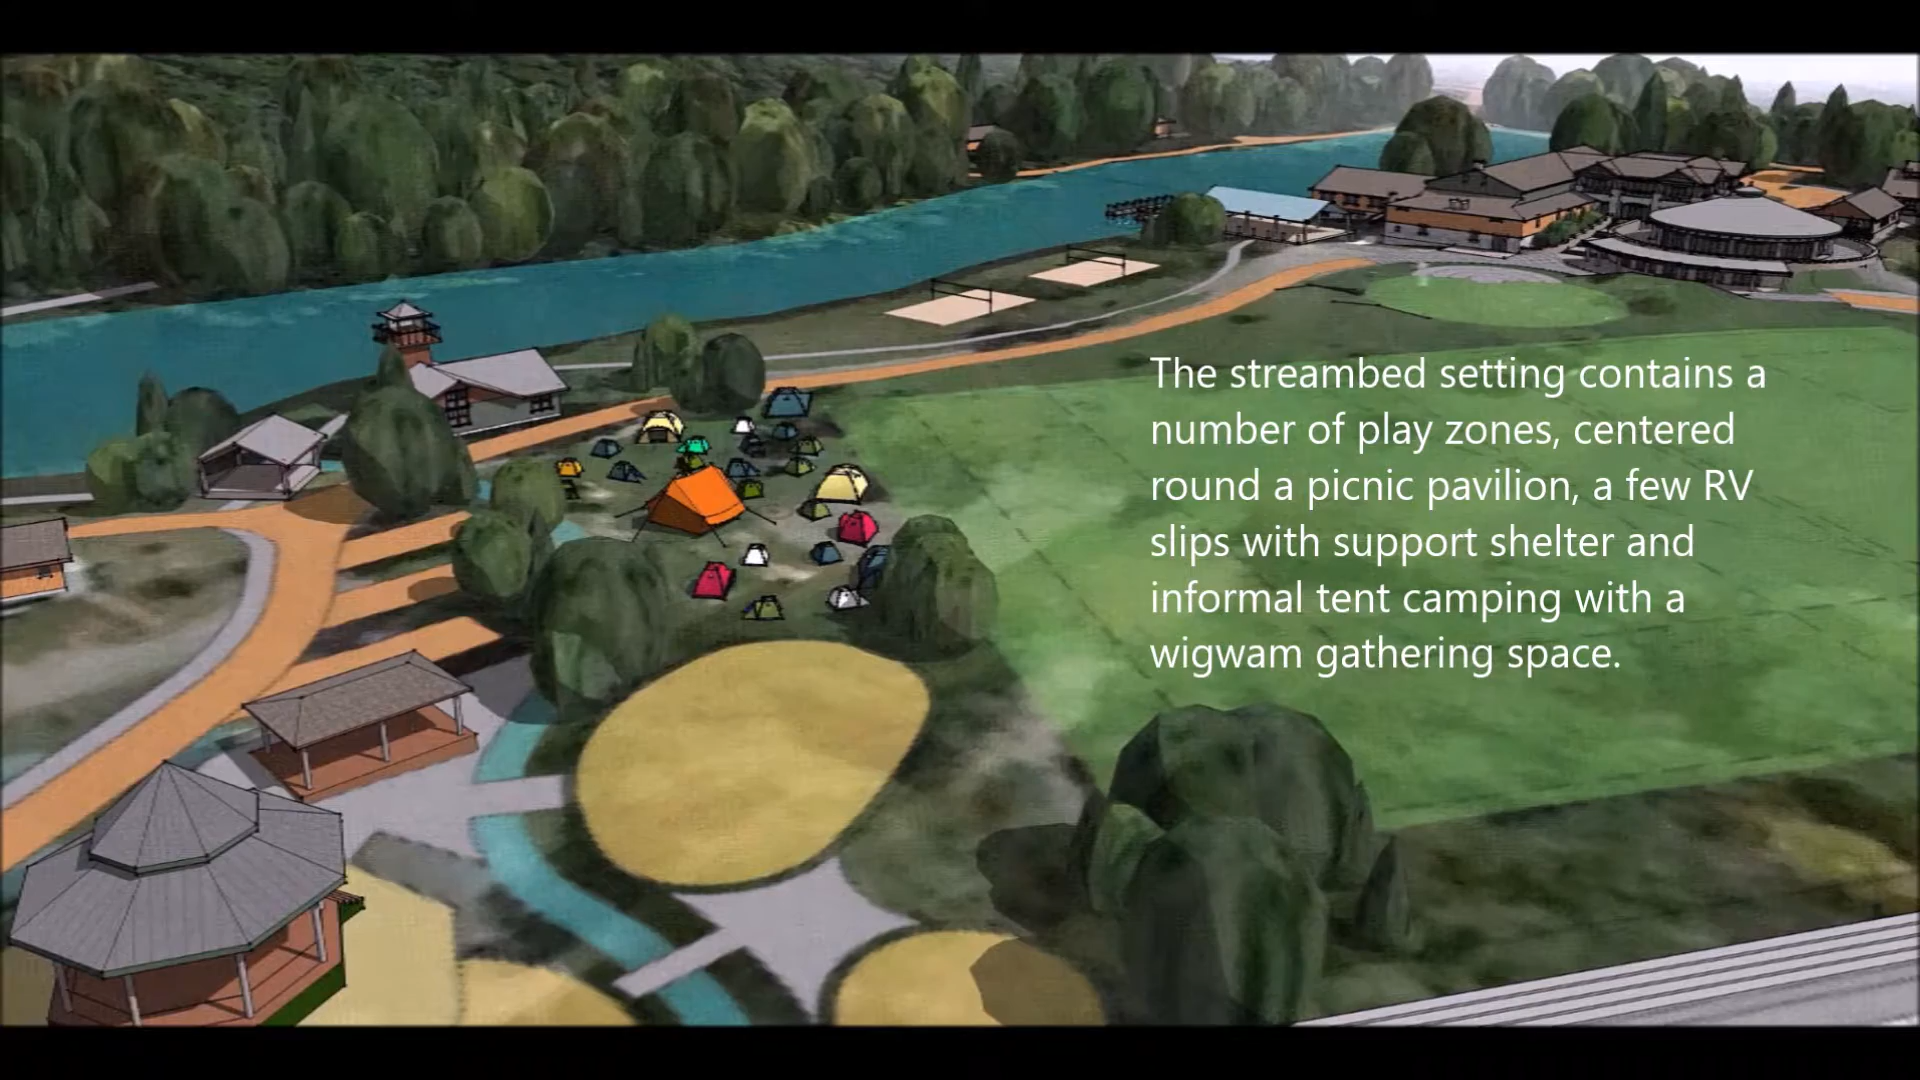 The streambed setting contains a
number of play zones, centered
round a picnic pavilion, a few RV
slips with support shelter and
informal tent camping with a
wigwam gathering space.